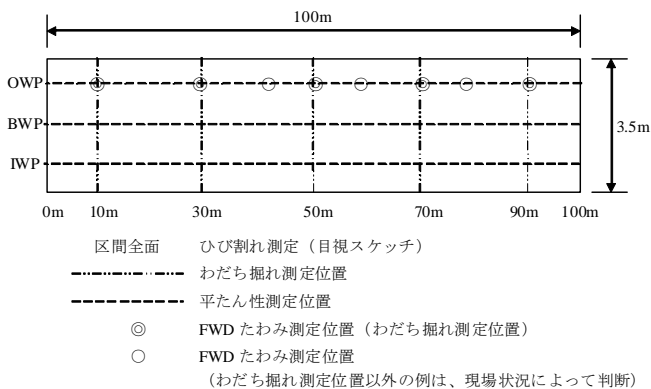 100m
OWP
BWP
IWP
3.5m
0m 10m 30m 50m 70m 90m 100m
区間全面 ひび割れ測定（目視スケッチ）
わだち掘れ測定位置
平たん性測定位置
◎ FWD たわみ測定位置（わだち掘れ測定位置）
○ FWD たわみ測定位置
（わだち掘れ測定位置以外の例は、現場状況によって判断）